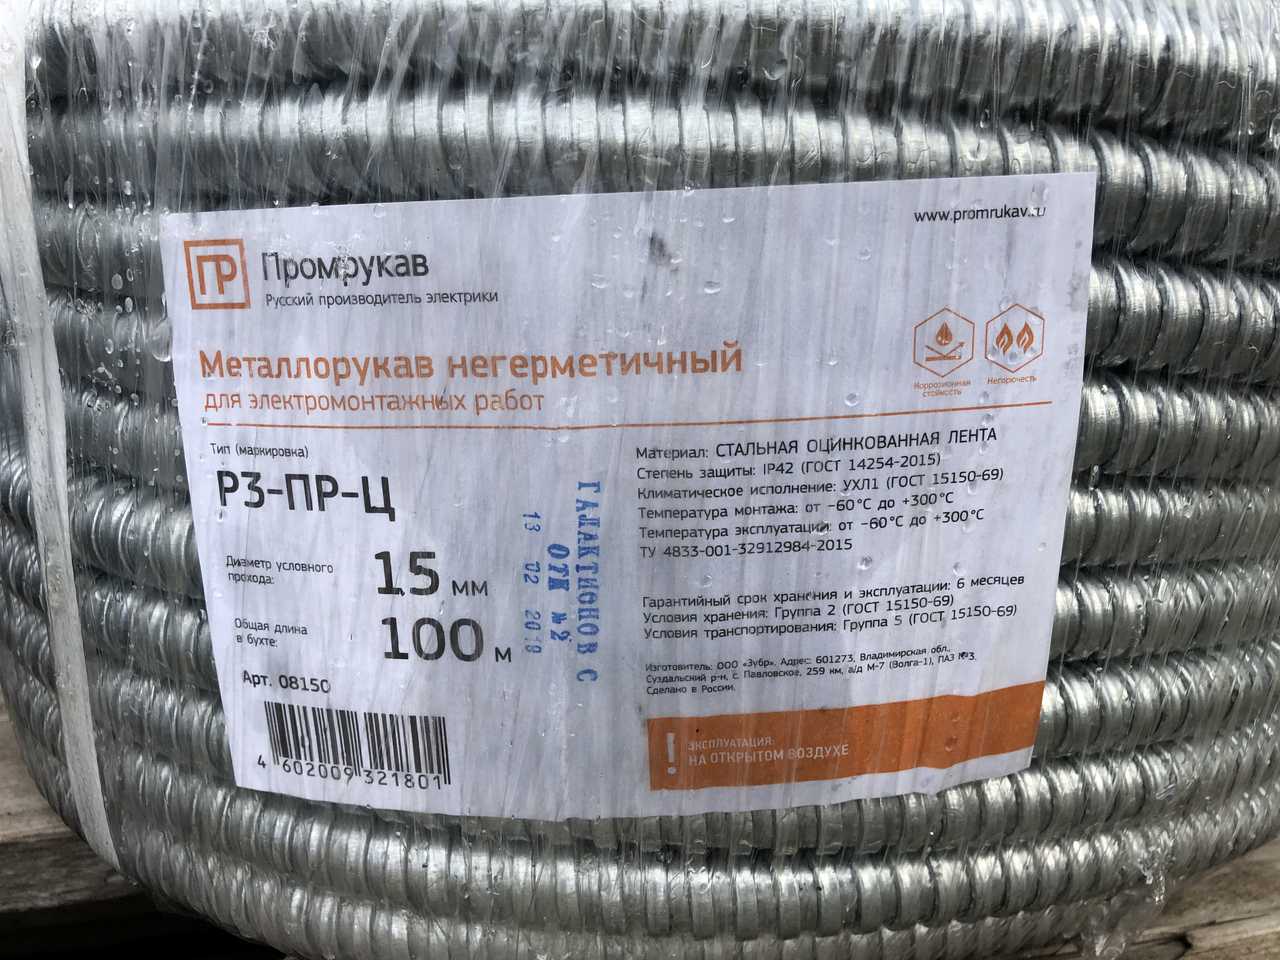 www.promrukav.ru
ПР Промрукав
Русский производитель электрики
Металлорукав негерметичный
для электромонтажных работ
Коррозионная
стойкость
Негорючесть
Тип (маркировка)
РЗ-ПР-Ц
Диаметр условного
прохода:
15 мм
Общая длина
в бухте:
100 м
Арт. 08150
4 602009 321801
ГАЛАКТИОНОВ С
ОТК №2
13 02 2019
Материал: СТАЛЬНАЯ ОЦИНКОВАННАЯ ЛЕНТА
Степень защиты: IP42 (ГОСТ 14254-2015)
Климатическое исполнение: УХЛ1 (ГОСТ 15150-69)
Температура монтажа: от -60°С до +300°С
Температура эксплуатации: от -60°С до +300°С
ТУ 4833-001-32912984-2015
Гарантийный срок хранения и эксплуатации: 6 месяцев
Условия хранения: Группа 2 (ГОСТ 15150-69)
Условия транспортирования: Группа 5 (ГОСТ 15150-69)
Изготовитель: ООО «Зубр». Адрес: 601273, Владимирская обл.,
Суздальский р-н, с. Павловское, 259 км, а/д М-7 (Волга-1), ПАЗ №3.
Сделано в России.
! ЭКСПЛУАТАЦИЯ:
НА ОТКРЫТОМ ВОЗДУХЕ